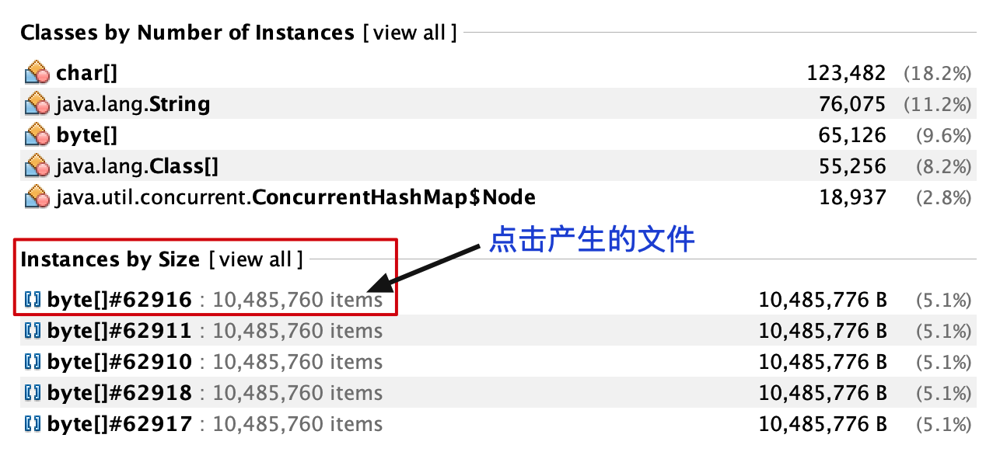 Classes by Number of Instances [ view all ]
char[] 123,482 (18.2%)
java.lang.String 76,075 (11.2%)
byte[] 65,126 (9.6%)
java.lang.Class[] 55,256 (8.2%)
java.util.concurrent.ConcurrentHashMap$Node 18,937 (2.8%)
点击产生的文件
Instances by Size [ view all ]
byte[]#62916 : 10,485,760 items 10,485,776 B (5.1%)
byte[]#62911 : 10,485,760 items 10,485,776 B (5.1%)
byte[]#62910 : 10,485,760 items 10,485,776 B (5.1%)
byte[]#62918 : 10,485,760 items 10,485,776 B (5.1%)
byte[]#62917 : 10,485,760 items 10,485,776 B (5.1%)